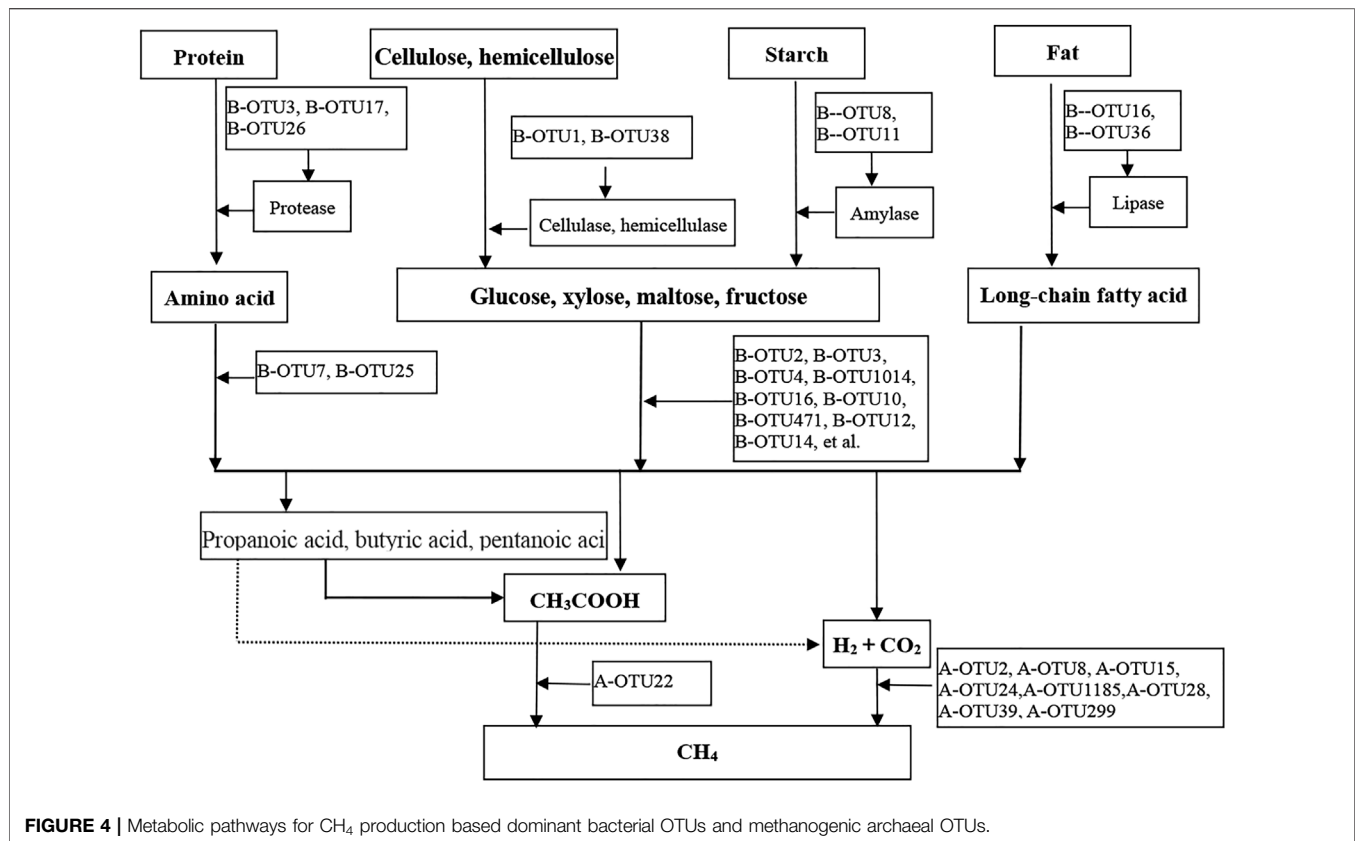 Protein
Cellulose, hemicellulose
Starch
Fat
B-OTU3, B-OTU17,
B-OTU26
B-OTU1, B-OTU38
B--OTU8,
B--OTU11
B--OTU16,
B--OTU36
Protease
Cellulase, hemicellulase
Amylase
Lipase
Amino acid
Glucose, xylose, maltose, fructose
Long-chain fatty acid
B-OTU7, B-OTU25
B-OTU2, B-OTU3,
B-OTU4, B-OTU1014,
B-OTU16, B-OTU10,
B-OTU471, B-OTU12,
B-OTU14, et al.
Propanoic acid, butyric acid, pentanoic aci
CH₃COOH
H₂ + CO₂
A-OTU22
A-OTU2, A-OTU8, A-OTU15,
A-OTU24,A-OTU1185,A-OTU28,
A-OTU39, A-OTU299
CH₄
FIGURE 4 | Metabolic pathways for CH₄ production based dominant bacterial OTUs and methanogenic archaeal OTUs.